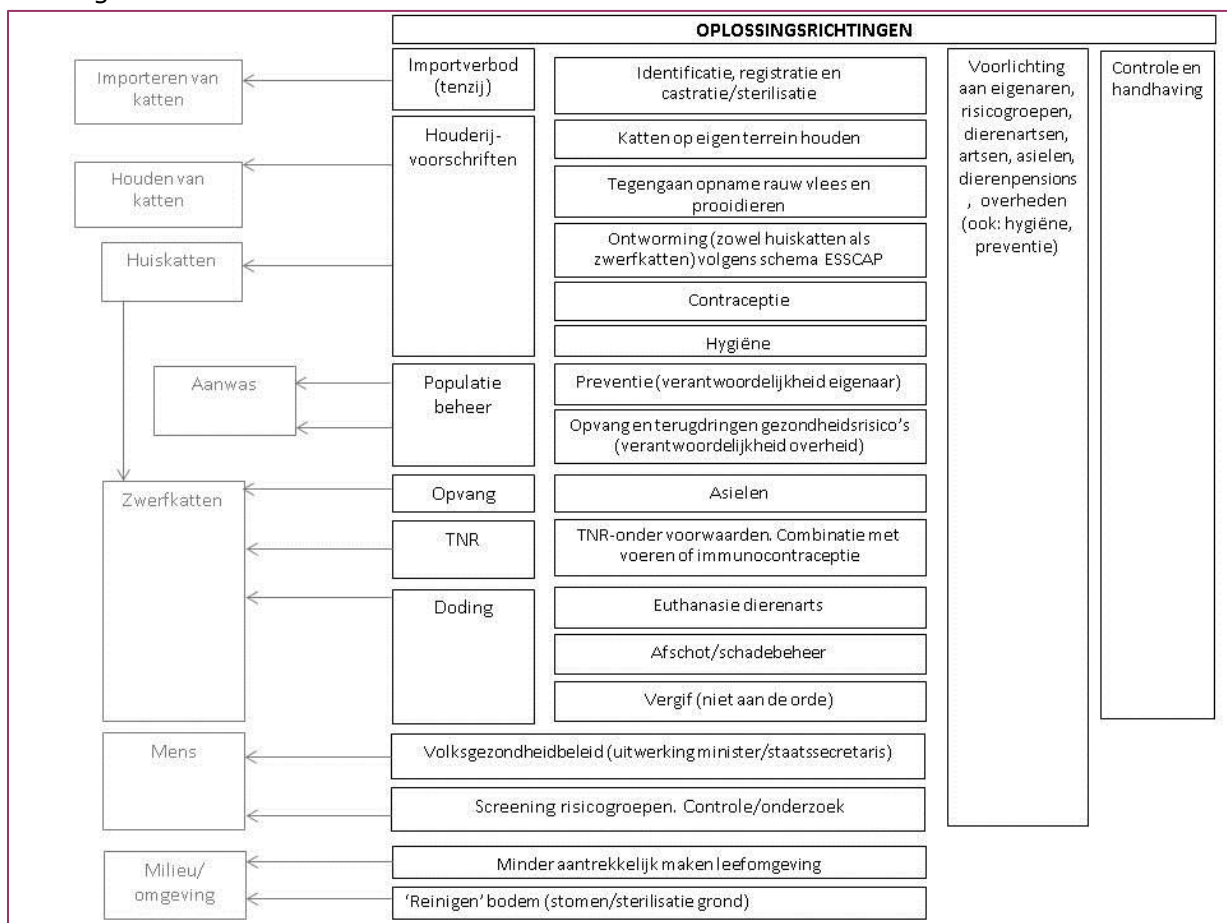 OPLOSSINGSRICHTINGEN
Importeren van
katten
Importverbod
(tenzij)
Identificatie, registratie en
castratie/sterilisatie
Voorlichting
aan eigenaren,
risicogroepen,
dierenartsen,
artsen, asielen,
dierenpensions
, overheden
(ook: hygiëne,
preventie)
Controle en
handhaving
Houden van
katten
Huiskatten
Houderij-
voorschriften
Katten op eigen terrein houden
Tegengaan opname rauw vlees en
prooidieren
Ontworming (zowel huiskatten als
zwerfkatten) volgens schema ESSCAP
Contraceptie
Hygiëne
Aanwas
Populatie
beheer
Preventie (verantwoordelijkheid eigenaar)
Opvang en terugdringen gezondheidsrisico's
(verantwoordelijkheid overheid)
Zwerfkatten
Opvang
Asielen
TNR
TNR-onder voorwaarden. Combinatie met
voeren of immunocontraceptie
Doding
Euthanasie dierenarts
Afschot/schadebeheer
Vergif (niet aan de orde)
Mens
Volksgezondheidbeleid (uitwerking minister/staatssecretaris)
Screening risicogroepen. Controle/onderzoek
Milieu/
omgeving
Minder aantrekkelijk maken leefomgeving
'Reinigen' bodem (stomen/sterilisatie grond)